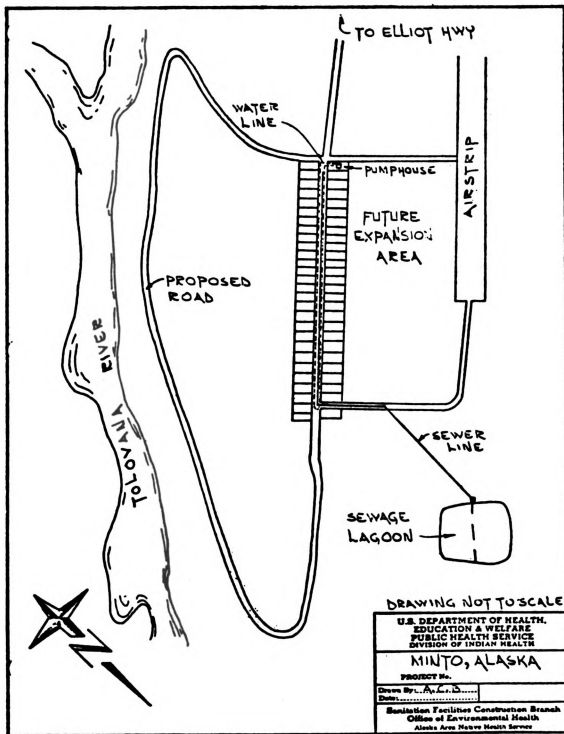 TO ELLIOT HWY
WATER
LINE
PUMPHOUSE
AIRSTRIP
FUTURE
EXPANSION
AREA
PROPOSED
ROAD
TOLOVANA RIVER
SEWER
LINE
SEWAGE
LAGOON
DRAWING NOT TO SCALE
U.S. DEPARTMENT OF HEALTH,
EDUCATION & WELFARE
PUBLIC HEALTH SERVICE
DIVISION OF INDIAN HEALTH
MINTO, ALASKA
PROJECT No.
Drawn By: A.C.B.
Date:
Sanitation Facilities Construction Branch
Office of Environmental Health
Alaska Area Native Health Service